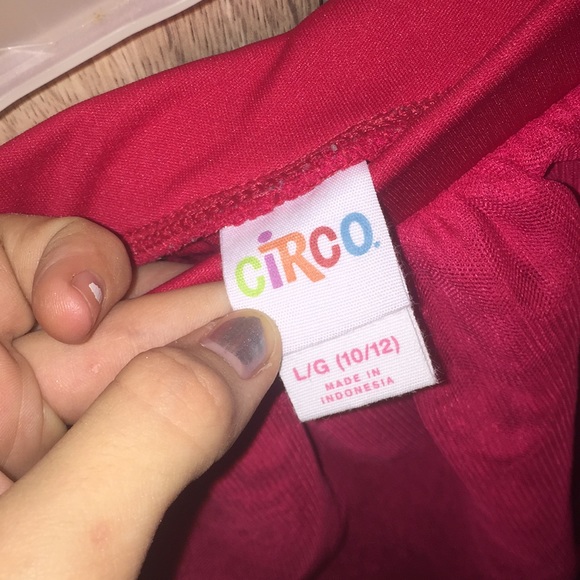 CiRCO.
L/G (10/12)
MADE IN
INDONESIA